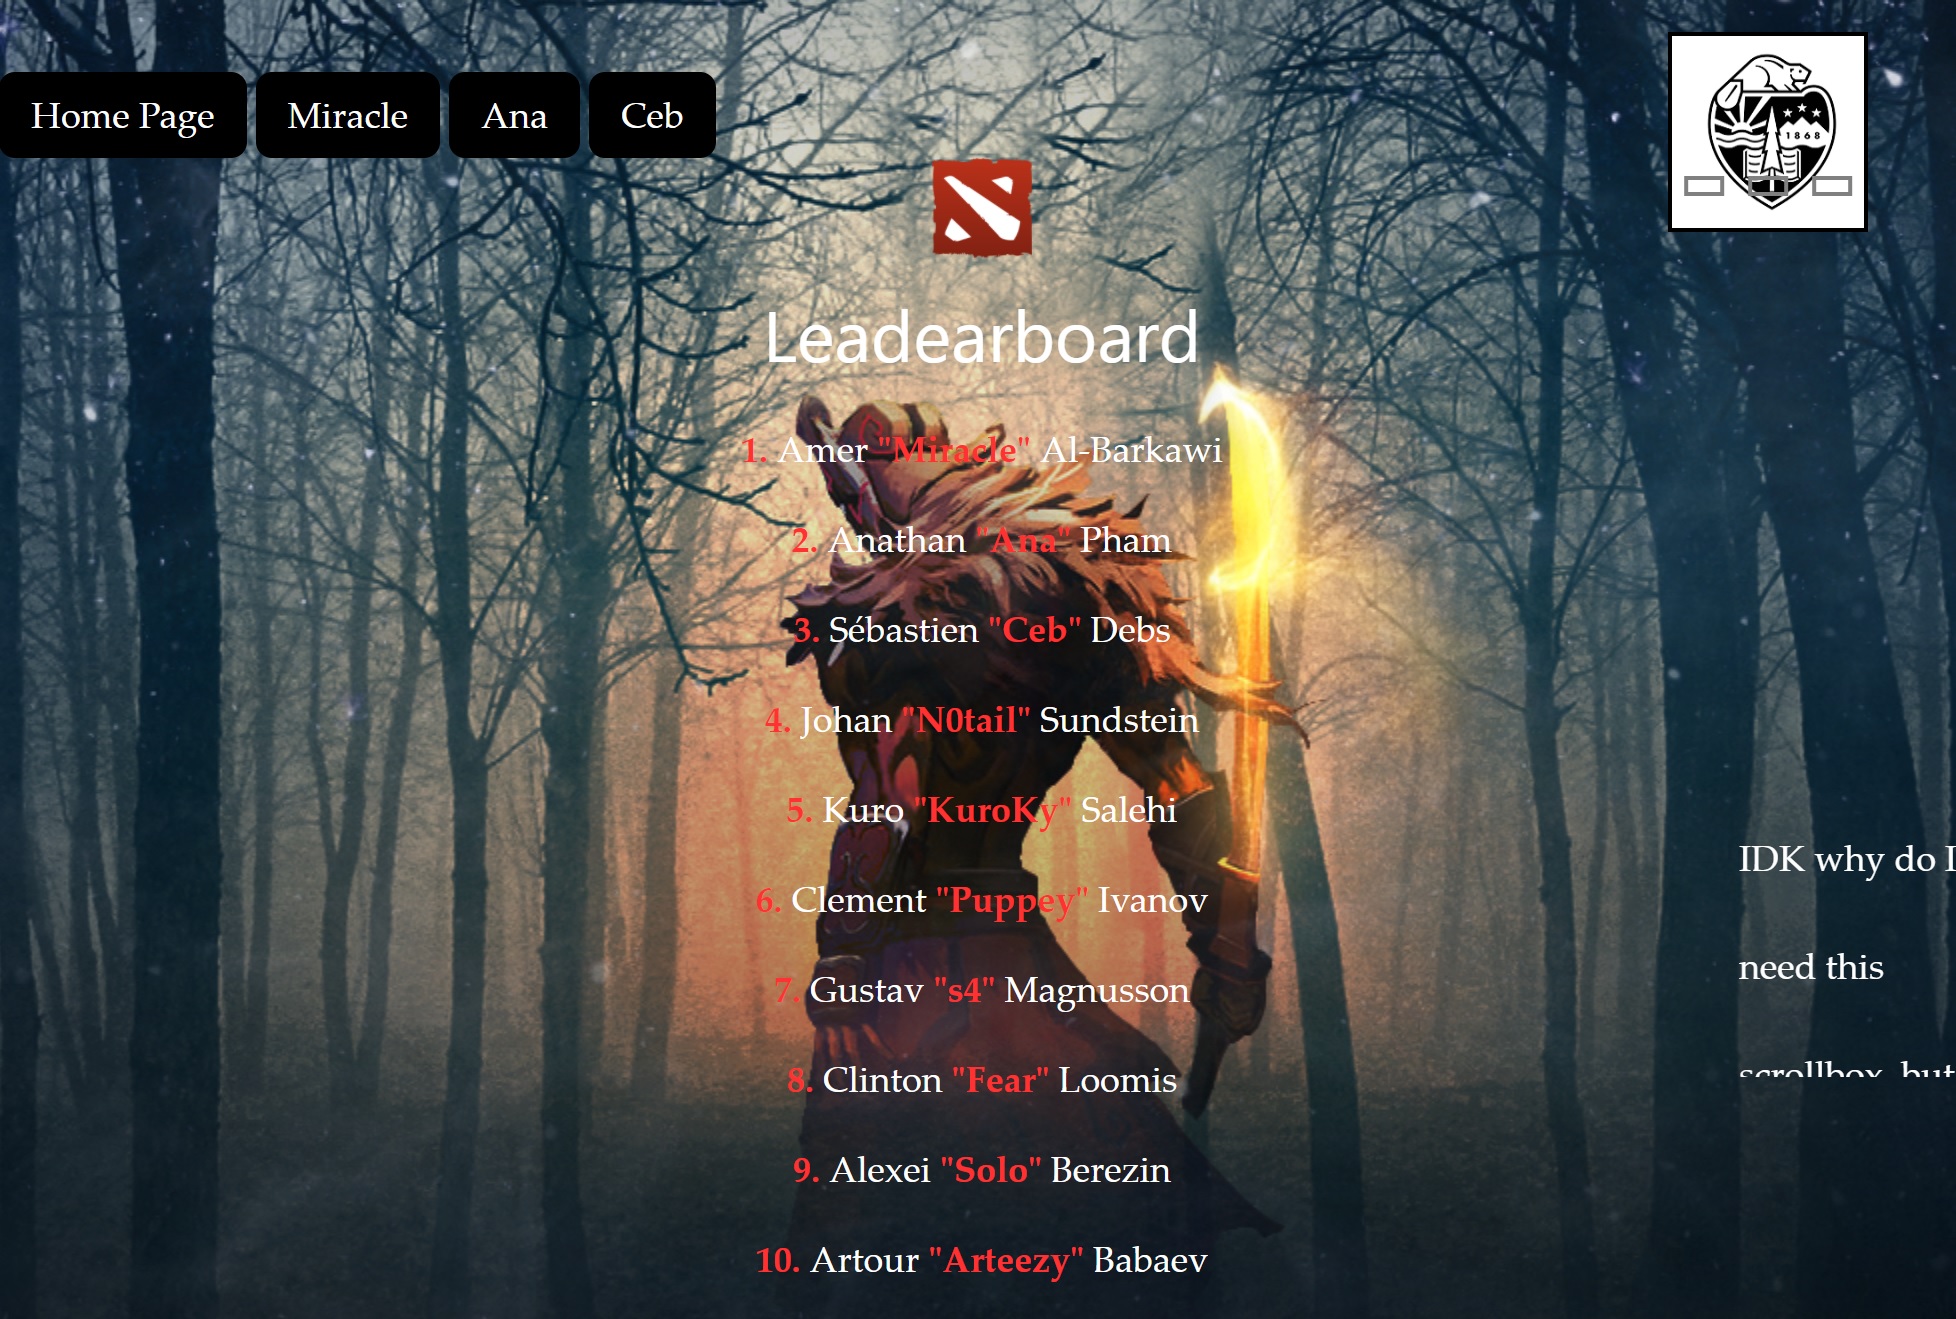 Home Page
Miracle
Ana
Ceb
1868
Leadearboard
1. Amer "Miracle" Al-Barkawi
2. Anathan "Ana" Pham
3. Sébastien "Ceb" Debs
4. Johan "N0tail" Sundstein
5. Kuro "KuroKy" Salehi
6. Clement "Puppey" Ivanov
7. Gustav "s4" Magnusson
8. Clinton "Fear" Loomis
9. Alexei "Solo" Berezin
10. Artour "Arteezy" Babaev
IDK why do I
need this
scrollbox, but